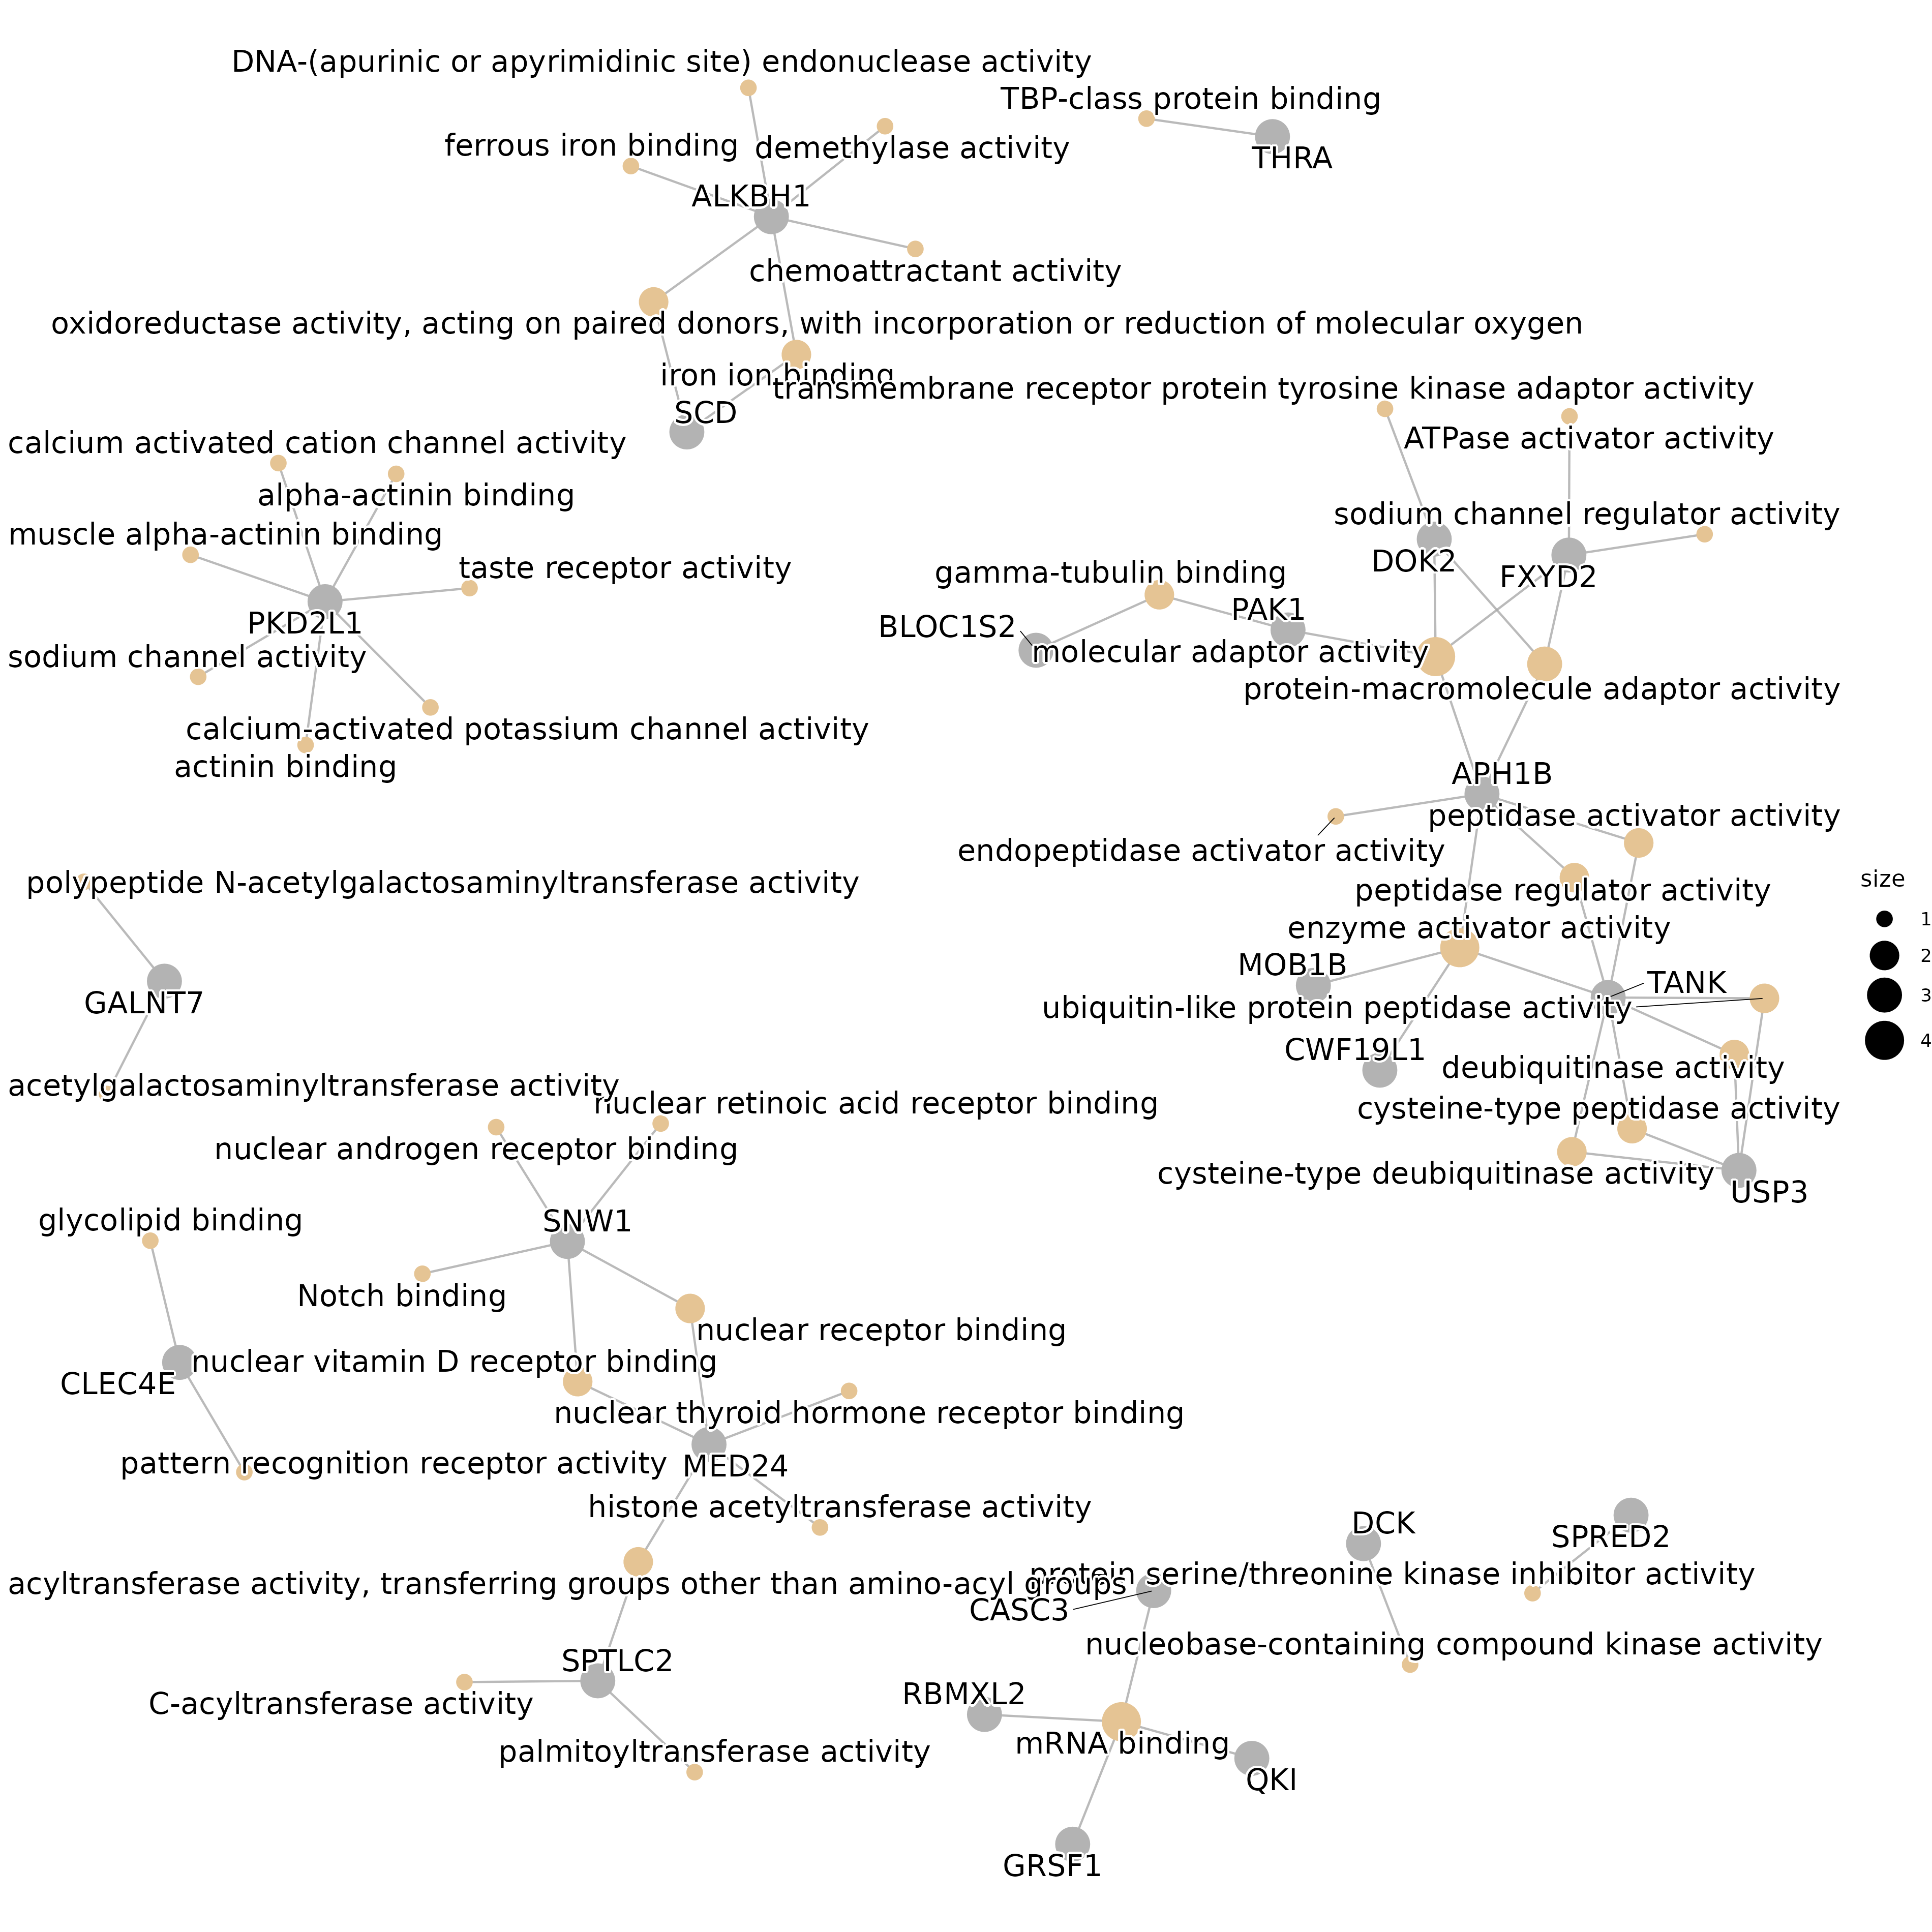 DNA-(apurinic or apyrimidinic site) endonuclease activity
TBP-class protein binding
ferrous iron binding
demethylase activity
THRA
ALKBH1
chemoattractant activity
oxidoreductase activity, acting on paired donors, with incorporation or reduction of molecular oxygen
iron ion binding
transmembrane receptor protein tyrosine kinase adaptor activity
SCD
calcium activated cation channel activity
ATPase activator activity
alpha-actinin binding
sodium channel regulator activity
muscle alpha-actinin binding
DOK2
taste receptor activity
gamma-tubulin binding
FXYD2
PAK1
PKD2L1
BLOC1S2
molecular adaptor activity
sodium channel activity
protein-macromolecule adaptor activity
calcium-activated potassium channel activity
actinin binding
APH1B
peptidase activator activity
endopeptidase activator activity
size
polypeptide N-acetylgalactosaminyltransferase activity
peptidase regulator activity
1
enzyme activator activity
2
MOB1B
TANK
3
GALNT7
ubiquitin-like protein peptidase activity
4
CWF19L1
deubiquitinase activity
acetylgalactosaminyltransferase activity
nuclear retinoic acid receptor binding
cysteine-type peptidase activity
nuclear androgen receptor binding
cysteine-type deubiquitinase activity
USP3
glycolipid binding
SNW1
Notch binding
nuclear receptor binding
nuclear vitamin D receptor binding
CLEC4E
nuclear thyroid hormone receptor binding
pattern recognition receptor activity
MED24
histone acetyltransferase activity
DCK
SPRED2
protein serine/threonine kinase inhibitor activity
acyltransferase activity, transferring groups other than amino-acyl groups
CASC3
nucleobase-containing compound kinase activity
SPTLC2
C-acyltransferase activity
RBMXL2
mRNA binding
palmitoyltransferase activity
QKI
GRSF1